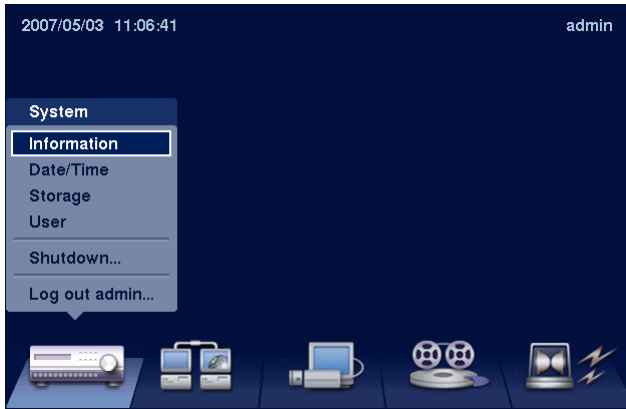 2007/05/03 11:06:41
admin
System
Information
Date/Time
Storage
User
Shutdown...
Log out admin...